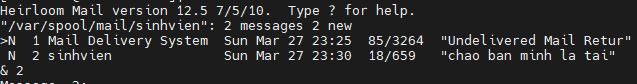 Heirloom Mail version 12.5 7/5/10.  Type ? for help.
"/var/spool/mail/sinhvien": 2 messages 2 new
>N  1 Mail Delivery System  Sun Mar 27 23:25  85/3264  "Undelivered Mail Retur"
 N  2 sinhvien              Sun Mar 27 23:30  18/659   "chao ban minh la tai"
& 2
Message  2: